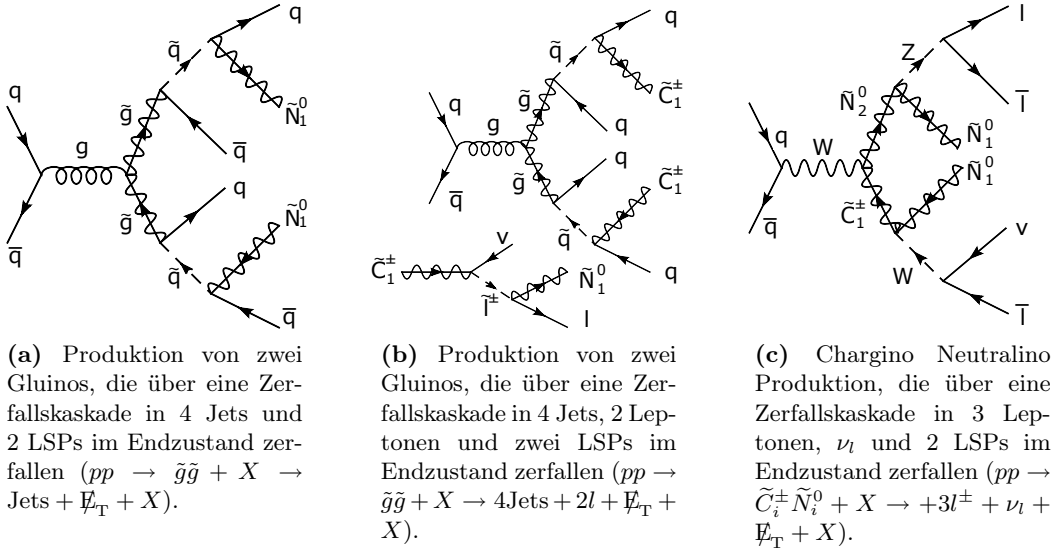 q
q̃
Ñ₁⁰
g̃
q
g
q̅
q
q̅
g̃
Ñ₁⁰
q̃
q̅
q
q̃
C̃₁±
g̃
q
g
q
q
q̅
g̃
C̃₁±
q̃
q
C̃₁±
ν
Ñ₁⁰
l̃±
l
l
Z
l̅
Ñ₂⁰
Ñ₁⁰
q
W
Ñ₁⁰
q̅
C̃₁±
ν
W
l̅
(a) Produktion von zwei
Gluinos, die über eine Zer-
fallskaskade in 4 Jets und
2 LSPs im Endzustand zer-
fallen (pp → g̃g̃ + X →
Jets + E̸_T + X).
(b) Produktion von zwei
Gluinos, die über eine Zer-
fallskaskade in 4 Jets, 2 Lep-
tonen und zwei LSPs im
Endzustand zerfallen (pp →
g̃g̃ + X → 4Jets + 2l + E̸_T +
X).
(c) Chargino Neutralino
Produktion, die über eine
Zerfallskaskade in 3 Lep-
tonen, ν_l und 2 LSPs im
Endzustand zerfallen (pp →
C̃_i^± Ñ_i^0 + X → +3l^± + ν_l +
E̸_T + X).